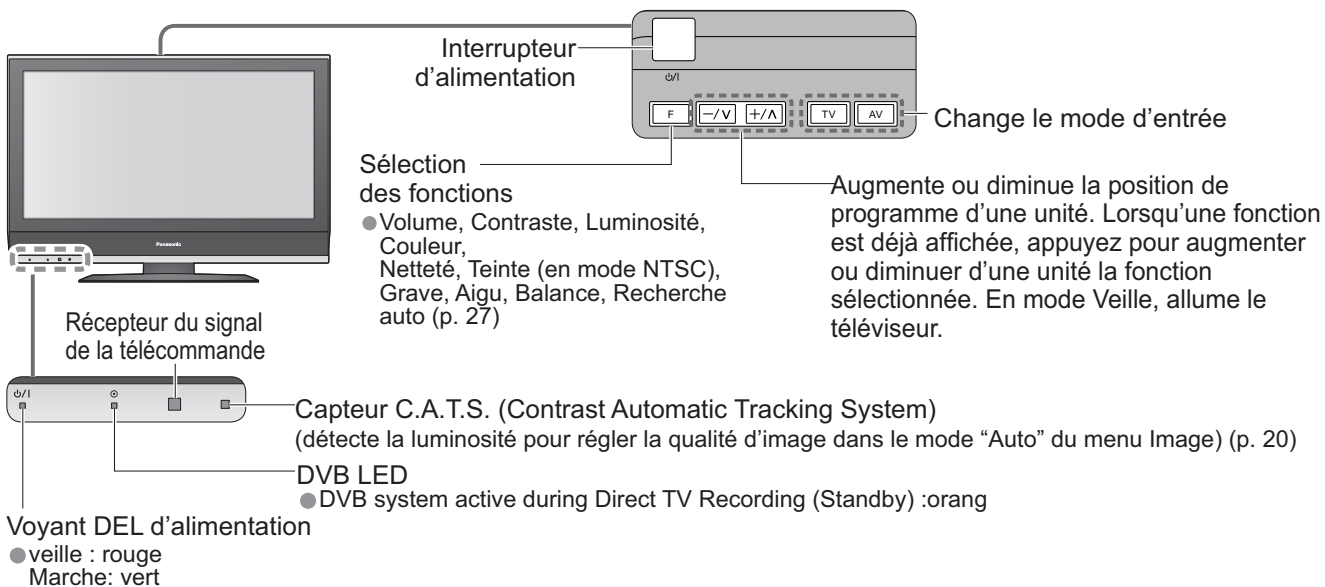 Interrupteur
d’alimentation
⏻/I
F
−/∨
+/∧
TV
AV
Change le mode d’entrée
Sélection
des fonctions
●Volume, Contraste, Luminosité,
Couleur,
Netteté, Teinte (en mode NTSC),
Grave, Aigu, Balance, Recherche
auto (p. 27)
Augmente ou diminue la position de
programme d’une unité. Lorsqu’une fonction
est déjà affichée, appuyez pour augmenter
ou diminuer d’une unité la fonction
sélectionnée. En mode Veille, allume le
téléviseur.
Panasonic
Récepteur du signal
de la télécommande
⏻/I
Capteur C.A.T.S. (Contrast Automatic Tracking System)
(détecte la luminosité pour régler la qualité d’image dans le mode “Auto” du menu Image) (p. 20)
DVB LED
●DVB system active during Direct TV Recording (Standby) :orang
Voyant DEL d’alimentation
●veille : rouge
Marche: vert